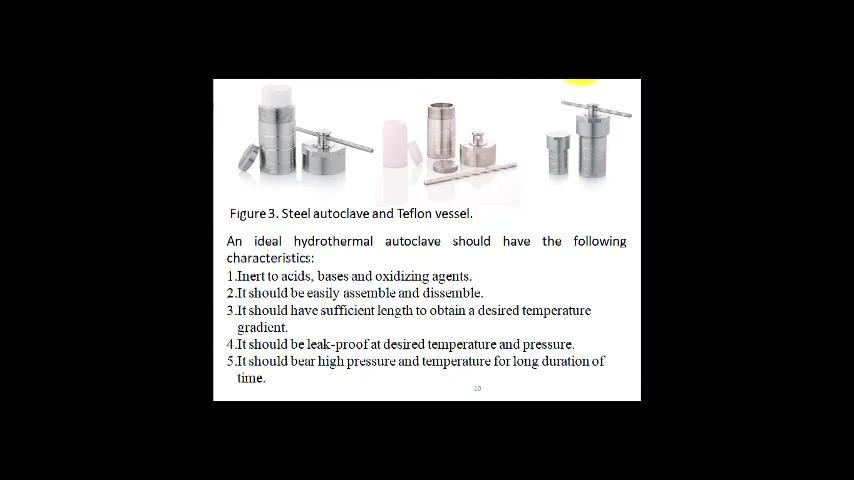 Figure 3. Steel autoclave and Teflon vessel.
An ideal hydrothermal autoclave should have the following
characteristics:
1.Inert to acids, bases and oxidizing agents.
2.It should be easily assemble and dissemble.
3.It should have sufficient length to obtain a desired temperature
gradient.
4.It should be leak-proof at desired temperature and pressure.
5.It should bear high pressure and temperature for long duration of
time.
10